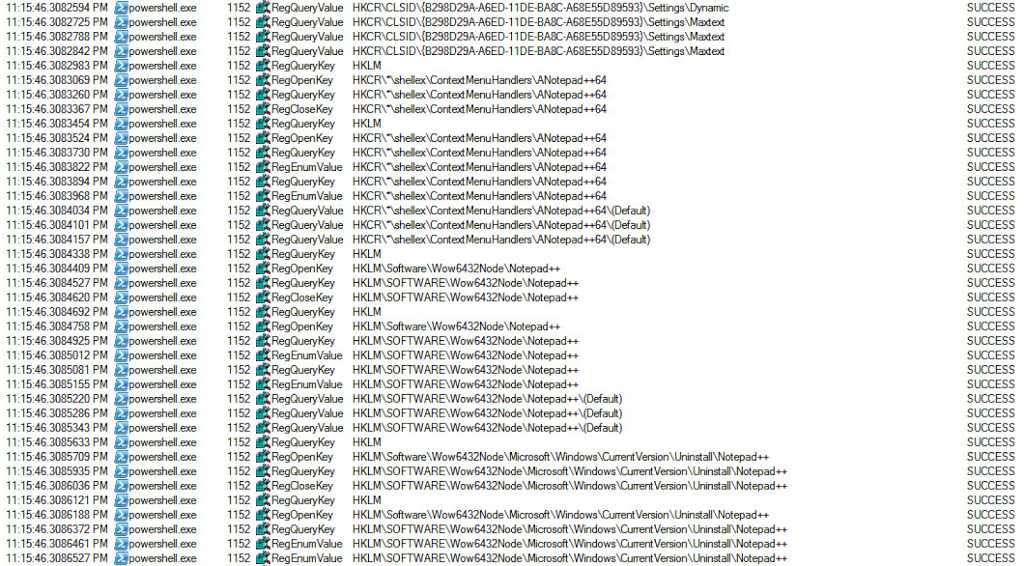 11:15:46.3082594 PM powershell.exe 1152 RegQueryValue HKCR\CLSID\{B298D29A-A6ED-11DE-BA8C-A68E55D89593}\Settings\Dynamic SUCCESS
11:15:46.3082725 PM powershell.exe 1152 RegQueryValue HKCR\CLSID\{B298D29A-A6ED-11DE-BA8C-A68E55D89593}\Settings\Maxtext SUCCESS
11:15:46.3082788 PM powershell.exe 1152 RegQueryValue HKCR\CLSID\{B298D29A-A6ED-11DE-BA8C-A68E55D89593}\Settings\Maxtext SUCCESS
11:15:46.3082842 PM powershell.exe 1152 RegQueryValue HKCR\CLSID\{B298D29A-A6ED-11DE-BA8C-A68E55D89593}\Settings\Maxtext SUCCESS
11:15:46.3082983 PM powershell.exe 1152 RegQueryKey HKLM SUCCESS
11:15:46.3083069 PM powershell.exe 1152 RegOpenKey HKCR\*\shellex\ContextMenuHandlers\ANotepad++64 SUCCESS
11:15:46.3083260 PM powershell.exe 1152 RegQueryKey HKCR\*\shellex\ContextMenuHandlers\ANotepad++64 SUCCESS
11:15:46.3083367 PM powershell.exe 1152 RegCloseKey HKCR\*\shellex\ContextMenuHandlers\ANotepad++64 SUCCESS
11:15:46.3083454 PM powershell.exe 1152 RegQueryKey HKLM SUCCESS
11:15:46.3083524 PM powershell.exe 1152 RegOpenKey HKCR\*\shellex\ContextMenuHandlers\ANotepad++64 SUCCESS
11:15:46.3083730 PM powershell.exe 1152 RegQueryKey HKCR\*\shellex\ContextMenuHandlers\ANotepad++64 SUCCESS
11:15:46.3083822 PM powershell.exe 1152 RegEnumValue HKCR\*\shellex\ContextMenuHandlers\ANotepad++64 SUCCESS
11:15:46.3083894 PM powershell.exe 1152 RegQueryKey HKCR\*\shellex\ContextMenuHandlers\ANotepad++64 SUCCESS
11:15:46.3083968 PM powershell.exe 1152 RegEnumValue HKCR\*\shellex\ContextMenuHandlers\ANotepad++64 SUCCESS
11:15:46.3084034 PM powershell.exe 1152 RegQueryValue HKCR\*\shellex\ContextMenuHandlers\ANotepad++64\(Default) SUCCESS
11:15:46.3084101 PM powershell.exe 1152 RegQueryValue HKCR\*\shellex\ContextMenuHandlers\ANotepad++64\(Default) SUCCESS
11:15:46.3084157 PM powershell.exe 1152 RegQueryValue HKCR\*\shellex\ContextMenuHandlers\ANotepad++64\(Default) SUCCESS
11:15:46.3084338 PM powershell.exe 1152 RegQueryKey HKLM SUCCESS
11:15:46.3084409 PM powershell.exe 1152 RegOpenKey HKLM\Software\Wow6432Node\Notepad++ SUCCESS
11:15:46.3084527 PM powershell.exe 1152 RegQueryKey HKLM\SOFTWARE\Wow6432Node\Notepad++ SUCCESS
11:15:46.3084620 PM powershell.exe 1152 RegCloseKey HKLM\SOFTWARE\Wow6432Node\Notepad++ SUCCESS
11:15:46.3084692 PM powershell.exe 1152 RegQueryKey HKLM SUCCESS
11:15:46.3084758 PM powershell.exe 1152 RegOpenKey HKLM\Software\Wow6432Node\Notepad++ SUCCESS
11:15:46.3084925 PM powershell.exe 1152 RegQueryKey HKLM\SOFTWARE\Wow6432Node\Notepad++ SUCCESS
11:15:46.3085012 PM powershell.exe 1152 RegEnumValue HKLM\SOFTWARE\Wow6432Node\Notepad++ SUCCESS
11:15:46.3085081 PM powershell.exe 1152 RegQueryKey HKLM\SOFTWARE\Wow6432Node\Notepad++ SUCCESS
11:15:46.3085155 PM powershell.exe 1152 RegEnumValue HKLM\SOFTWARE\Wow6432Node\Notepad++ SUCCESS
11:15:46.3085220 PM powershell.exe 1152 RegQueryValue HKLM\SOFTWARE\Wow6432Node\Notepad++\(Default) SUCCESS
11:15:46.3085286 PM powershell.exe 1152 RegQueryValue HKLM\SOFTWARE\Wow6432Node\Notepad++\(Default) SUCCESS
11:15:46.3085343 PM powershell.exe 1152 RegQueryValue HKLM\SOFTWARE\Wow6432Node\Notepad++\(Default) SUCCESS
11:15:46.3085633 PM powershell.exe 1152 RegQueryKey HKLM SUCCESS
11:15:46.3085709 PM powershell.exe 1152 RegOpenKey HKLM\Software\Wow6432Node\Microsoft\Windows\CurrentVersion\Uninstall\Notepad++ SUCCESS
11:15:46.3085935 PM powershell.exe 1152 RegQueryKey HKLM\SOFTWARE\Wow6432Node\Microsoft\Windows\CurrentVersion\Uninstall\Notepad++ SUCCESS
11:15:46.3086036 PM powershell.exe 1152 RegCloseKey HKLM\SOFTWARE\Wow6432Node\Microsoft\Windows\CurrentVersion\Uninstall\Notepad++ SUCCESS
11:15:46.3086121 PM powershell.exe 1152 RegQueryKey HKLM SUCCESS
11:15:46.3086188 PM powershell.exe 1152 RegOpenKey HKLM\Software\Wow6432Node\Microsoft\Windows\CurrentVersion\Uninstall\Notepad++ SUCCESS
11:15:46.3086372 PM powershell.exe 1152 RegQueryKey HKLM\SOFTWARE\Wow6432Node\Microsoft\Windows\CurrentVersion\Uninstall\Notepad++ SUCCESS
11:15:46.3086461 PM powershell.exe 1152 RegEnumValue HKLM\SOFTWARE\Wow6432Node\Microsoft\Windows\CurrentVersion\Uninstall\Notepad++ SUCCESS
11:15:46.3086527 PM powershell.exe 1152 RegQueryKey HKLM\SOFTWARE\Wow6432Node\Microsoft\Windows\CurrentVersion\Uninstall\Notepad++ SUCCESS